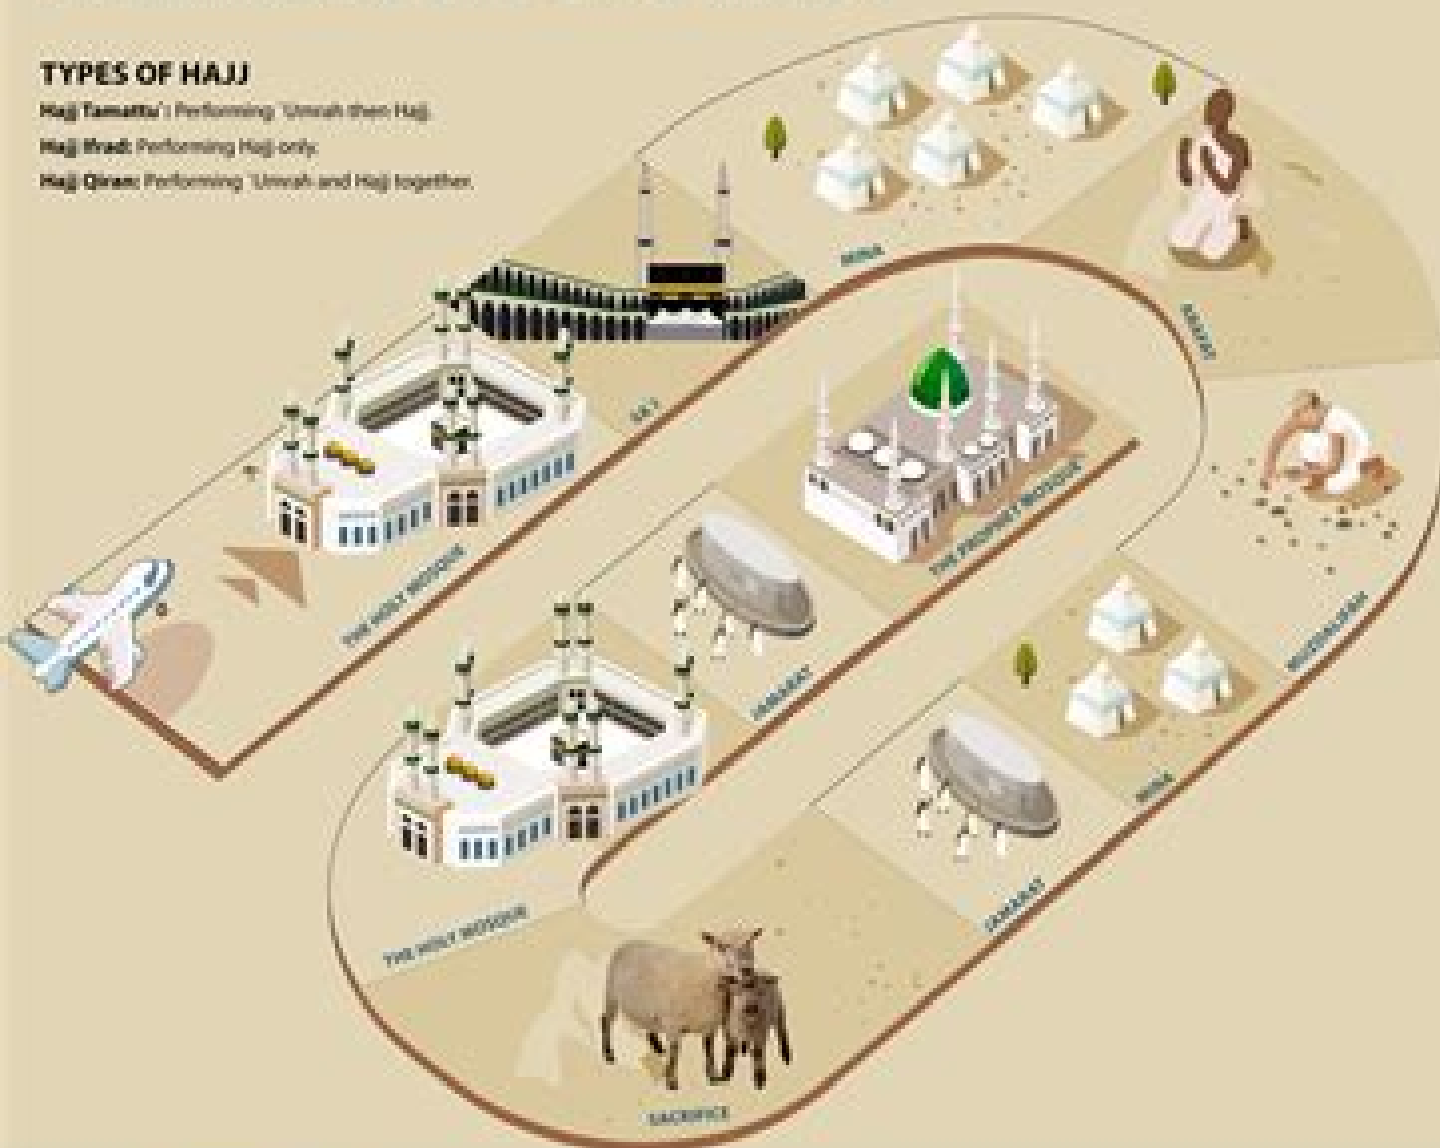 TYPES OF HAJJ
Hajj Tamattu': Performing 'Umrah then Hajj.
Hajj Ifrad: Performing Hajj only.
Hajj Qiran: Performing 'Umrah and Hajj together.
MINA
ARAFAT
SA'I
THE HOLY MOSQUE
THE PROPHET MOSQUE
MUZDALIFAH
JAMARAT
MINA
JAMARAT
THE HOLY MOSQUE
SACRIFICE